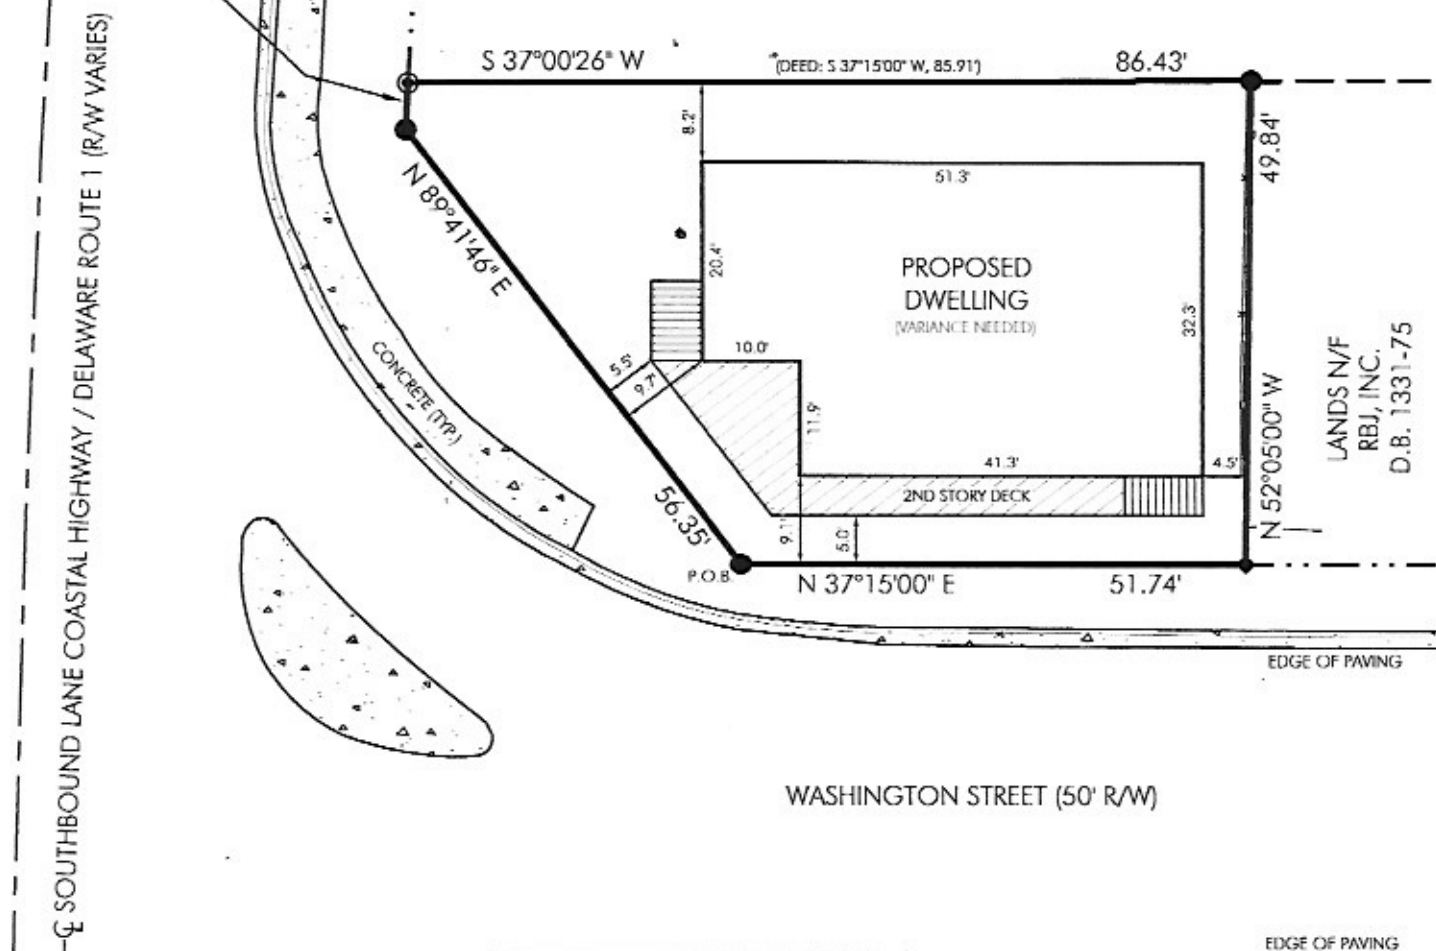 S 37°00'26" W
(DEED: S 37°15'00" W, 85.91')
86.43'
49.84'
8.2'
51.3'
N 89°41'46" E
20.4'
PROPOSED
DWELLING
(VARIANCE NEEDED)
32.3'
10.0'
5.5'
9.7'
11.9'
CONCRETE (TYP.)
41.3'
4.5'
2ND STORY DECK
56.35'
9.1'
5.0'
P.O.B.
N 37°15'00" E
51.74'
N 52°05'00" W
LANDS N/F
RBJ, INC.
D.B. 1331-75
℄ SOUTHBOUND LANE COASTAL HIGHWAY / DELAWARE ROUTE 1 (R/W VARIES)
EDGE OF PAVING
WASHINGTON STREET (50' R/W)
EDGE OF PAVING